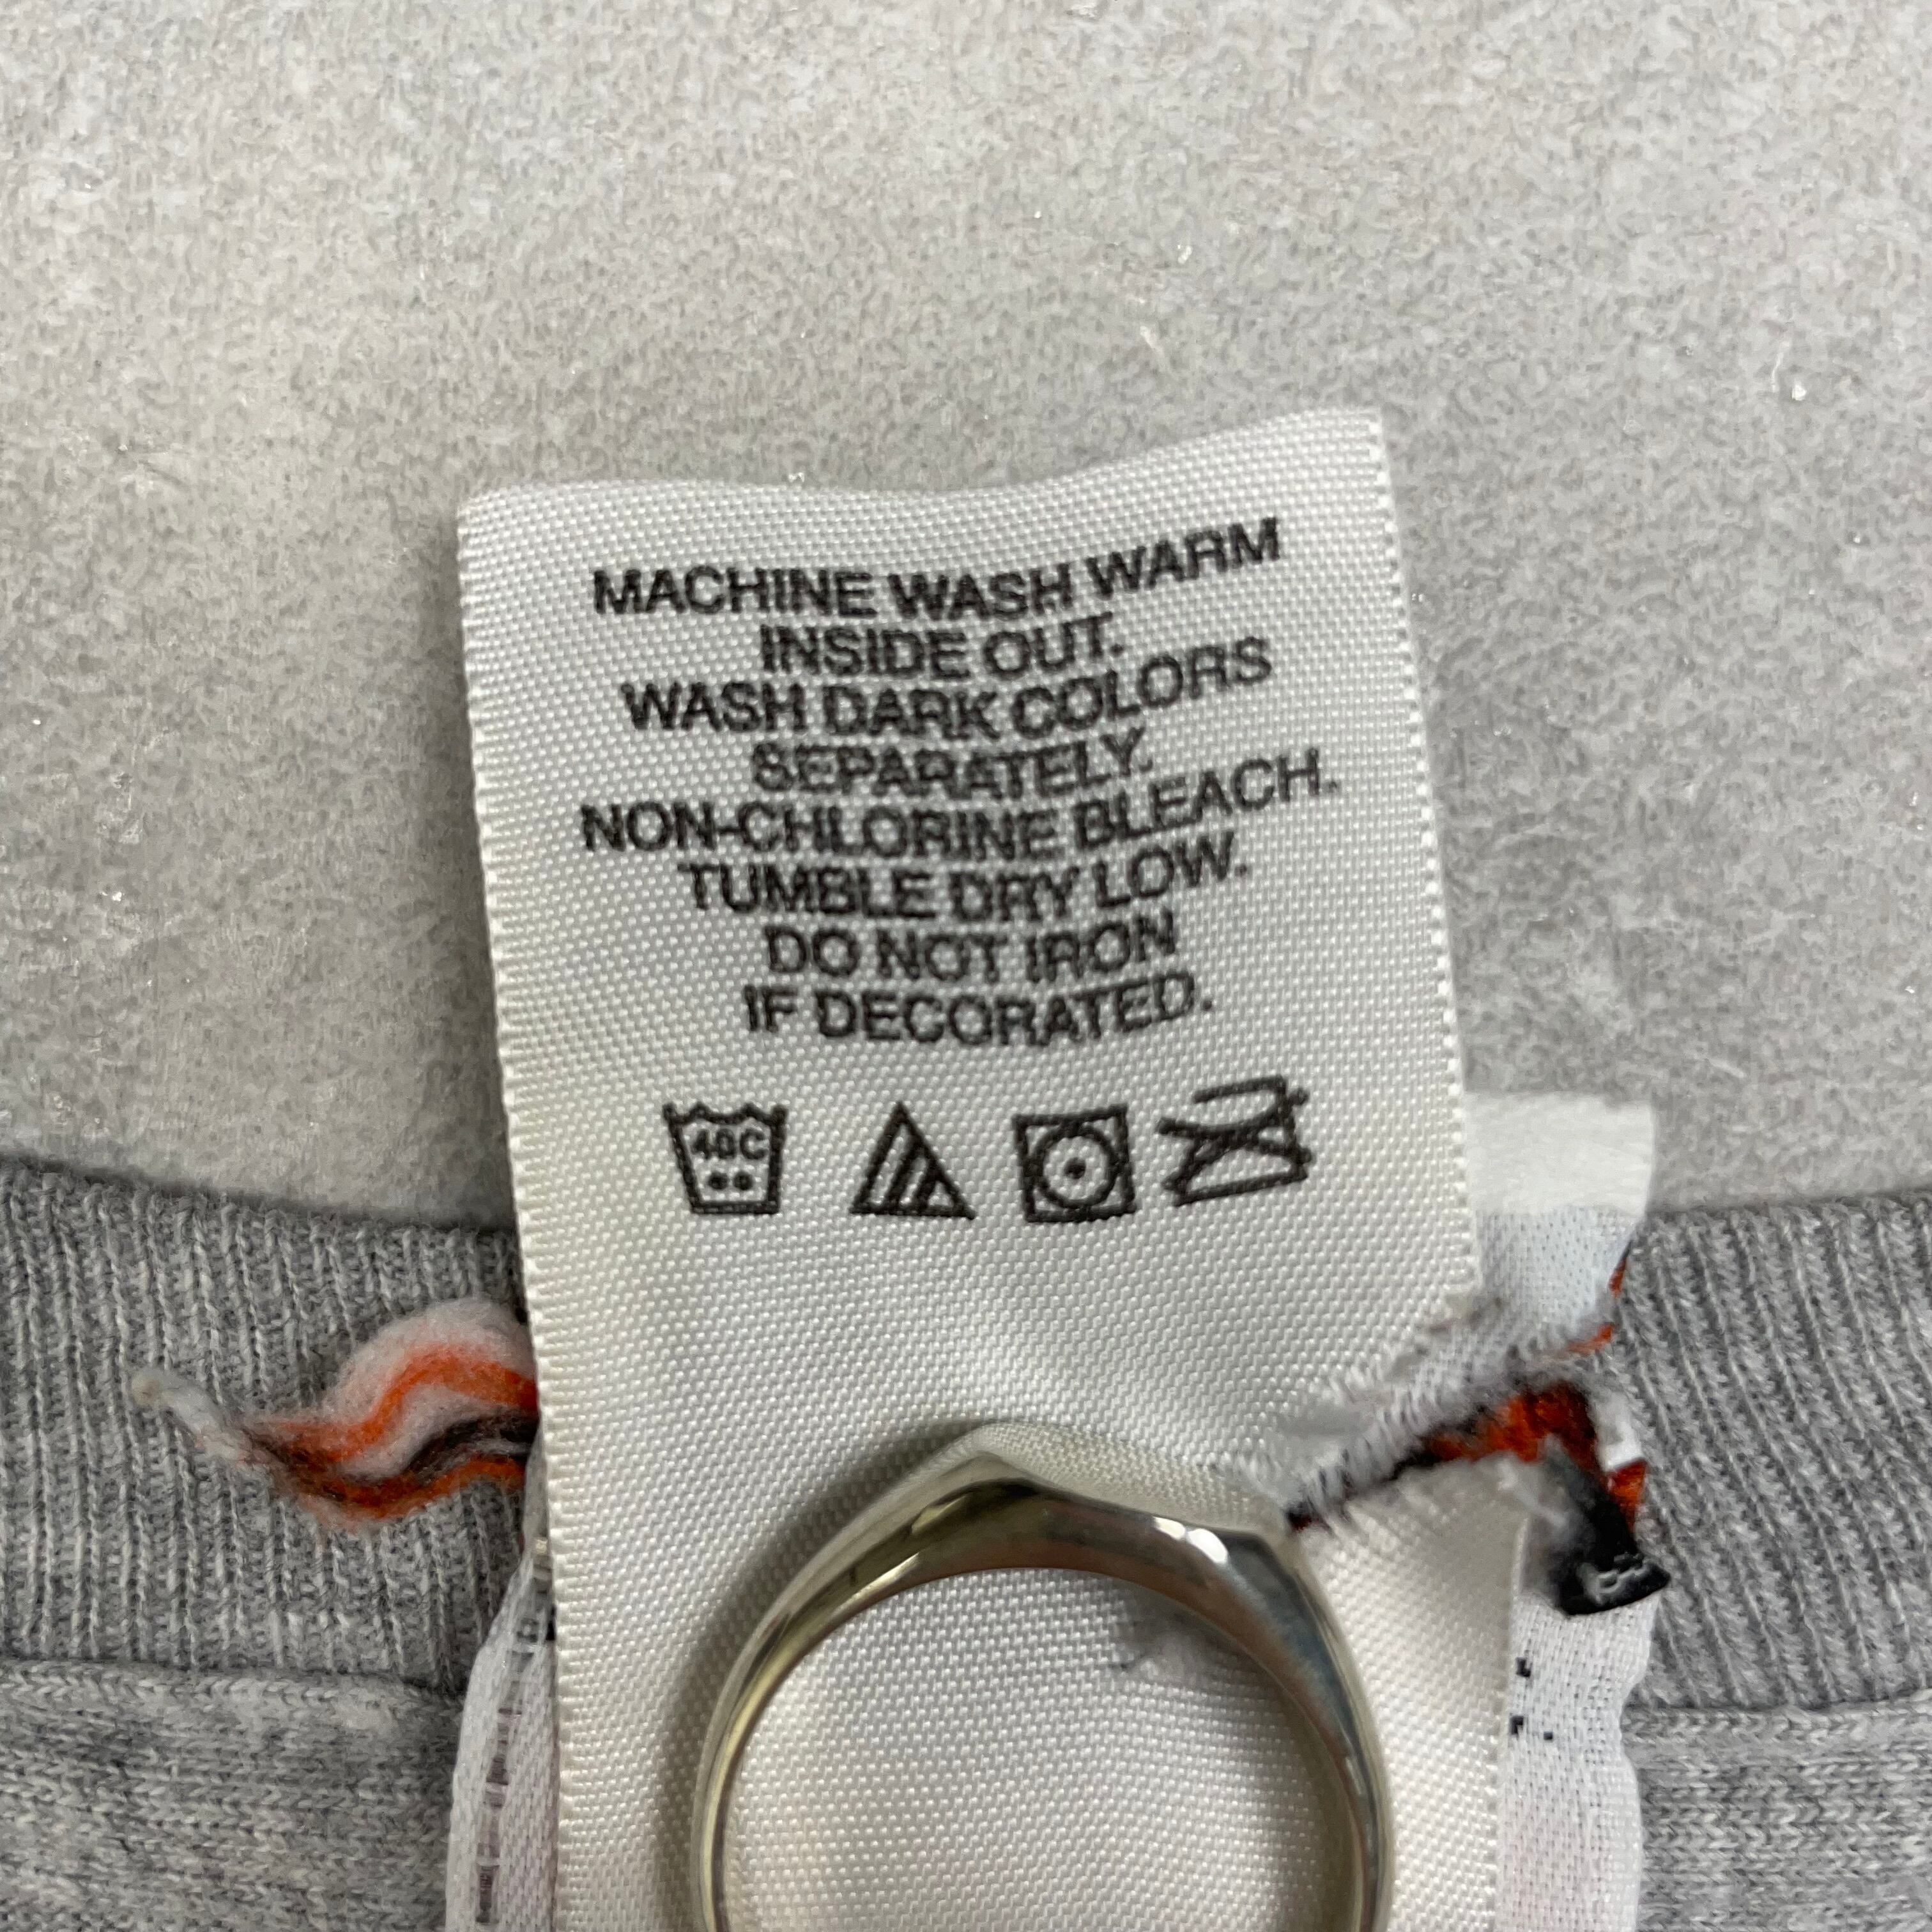 MACHINE WASH WARM
INSIDE OUT.
WASH DARK COLORS
SEPARATELY.
NON-CHLORINE BLEACH.
TUMBLE DRY LOW.
DO NOT IRON
IF DECORATED.
40C